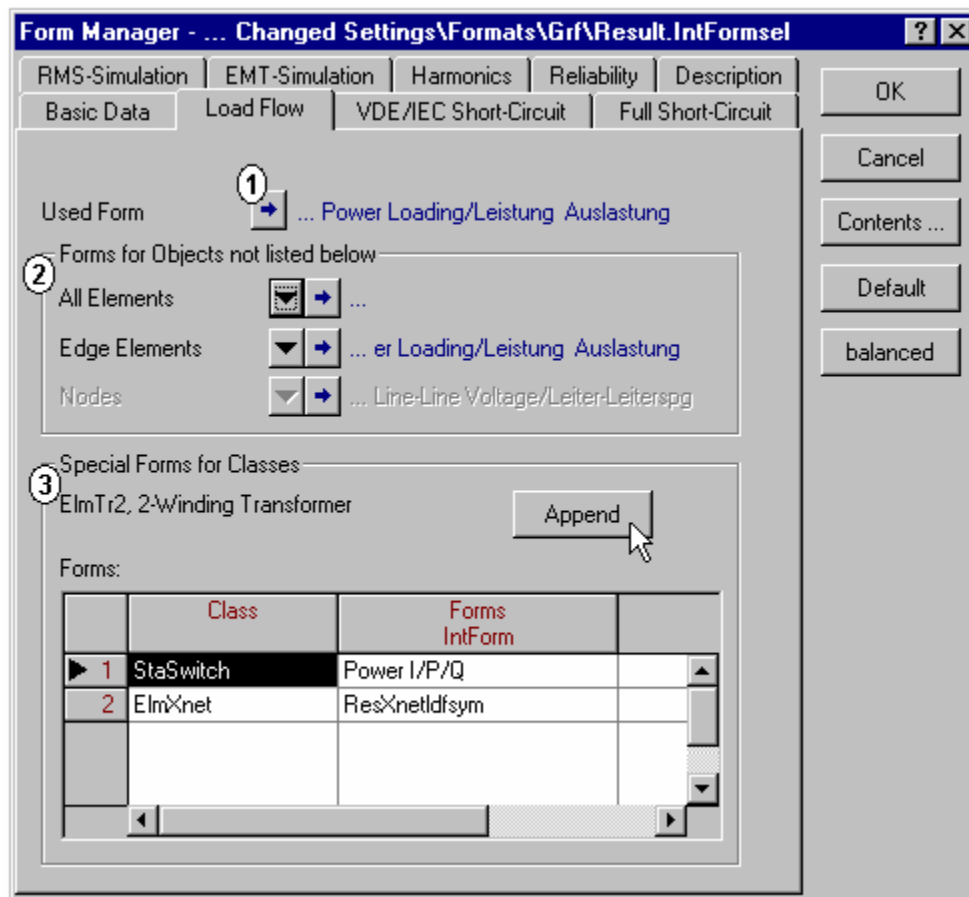 Form Manager - ... Changed Settings\Formats\Grf\Result.IntFormsel
RMS-Simulation EMT-Simulation Harmonics Reliability Description
Basic Data Load Flow VDE/IEC Short-Circuit Full Short-Circuit
OK
Cancel
Contents ...
Default
balanced
1
Used Form ... Power Loading/Leistung Auslastung
2
Forms for Objects not listed below
All Elements ...
Edge Elements ... er Loading/Leistung Auslastung
Nodes ... Line-Line Voltage/Leiter-Leiterspg
3
Special Forms for Classes
ElmTr2, 2-Winding Transformer
Append
Forms:
Class Forms
IntForm
1 StaSwitch Power I/P/Q
2 ElmXnet ResXnetldfsym